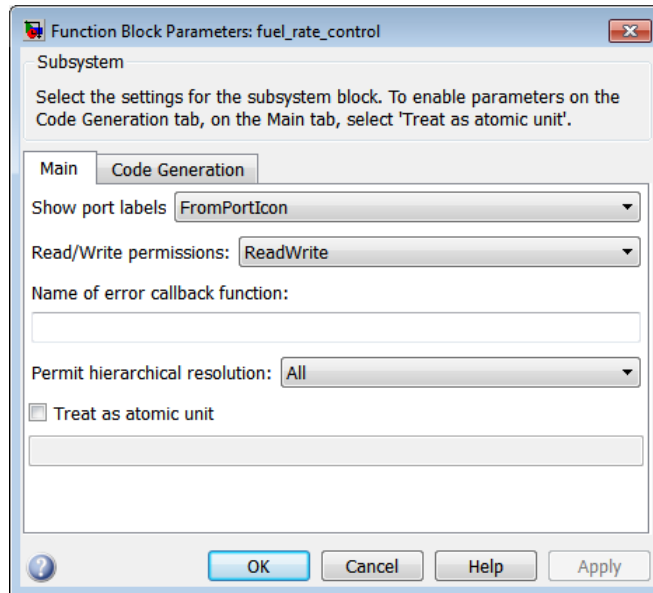 Function Block Parameters: fuel_rate_control
Subsystem
Select the settings for the subsystem block. To enable parameters on the
Code Generation tab, on the Main tab, select 'Treat as atomic unit'.
Main Code Generation
Show port labels FromPortIcon
Read/Write permissions: ReadWrite
Name of error callback function:
Permit hierarchical resolution: All
Treat as atomic unit
? OK Cancel Help Apply